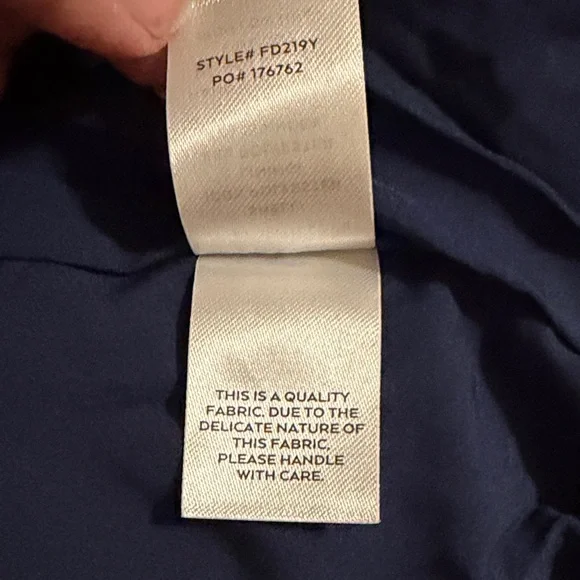 STYLE# FD219Y
PO# 176762
THIS IS A QUALITY
FABRIC. DUE TO THE
DELICATE NATURE OF
THIS FABRIC,
PLEASE HANDLE
WITH CARE.